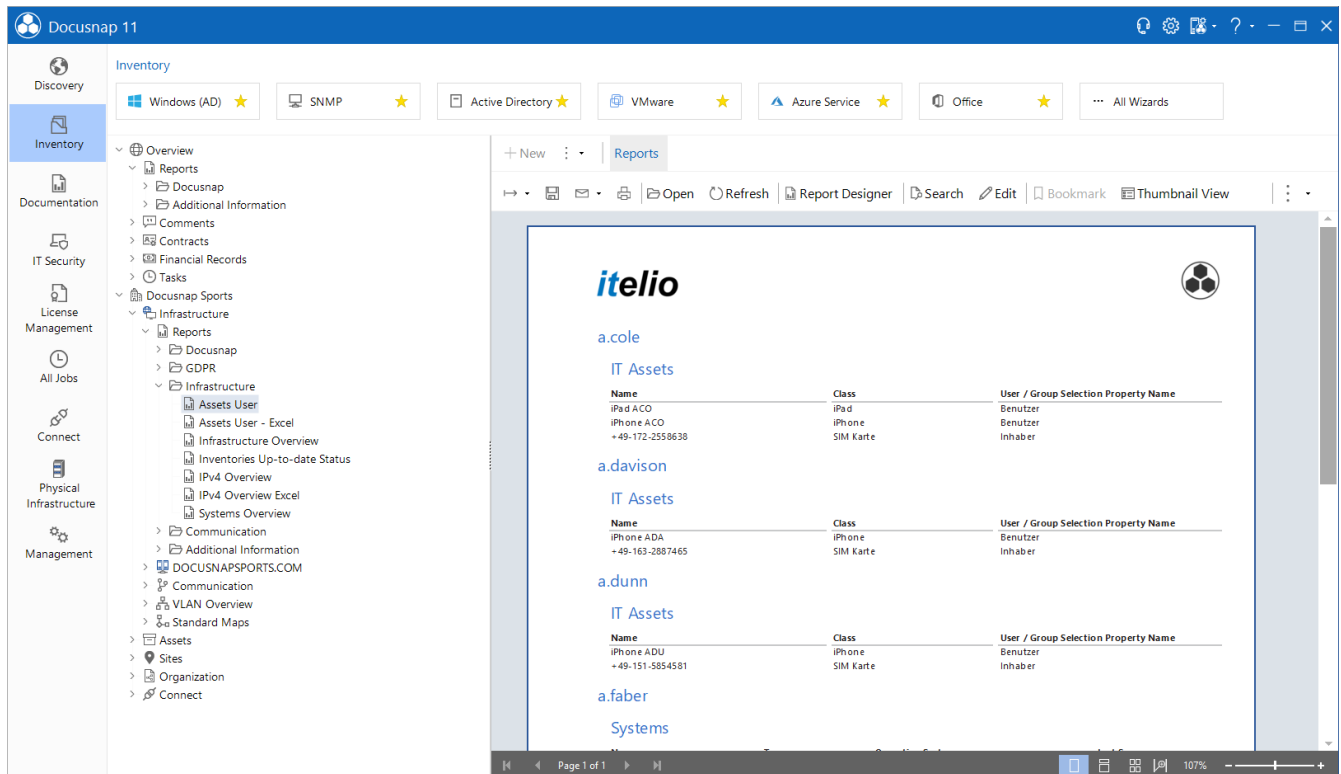 Docusnap 11
Discovery
Inventory
Documentation
IT Security
License
Management
All Jobs
Connect
Physical
Infrastructure
Management
Inventory
Windows (AD)
SNMP
Active Directory
VMware
Azure Service
Office
All Wizards
Overview
Reports
Docusnap
Additional Information
Comments
Contracts
Financial Records
Tasks
Docusnap Sports
Infrastructure
Reports
Docusnap
GDPR
Infrastructure
Assets User
Assets User - Excel
Infrastructure Overview
Inventories Up-to-date Status
IPv4 Overview
IPv4 Overview Excel
Systems Overview
Communication
Additional Information
DOCUSNAPSPORTS.COM
Communication
VLAN Overview
Standard Maps
Assets
Sites
Organization
Connect
New Reports
Open Refresh Report Designer Search Edit Bookmark Thumbnail View
itelio
a.cole
IT Assets
Name Class User / Group Selection Property Name
iPad ACO iPad Benutzer
iPhone ACO iPhone Benutzer
+49-172-2558638 SIM Karte Inhaber
a.davison
IT Assets
Name Class User / Group Selection Property Name
iPhone ADA iPhone Benutzer
+49-163-2887465 SIM Karte Inhaber
a.dunn
IT Assets
Name Class User / Group Selection Property Name
iPhone ADU iPhone Benutzer
+49-151-5854581 SIM Karte Inhaber
a.faber
Systems
Page 1 of 1
107%